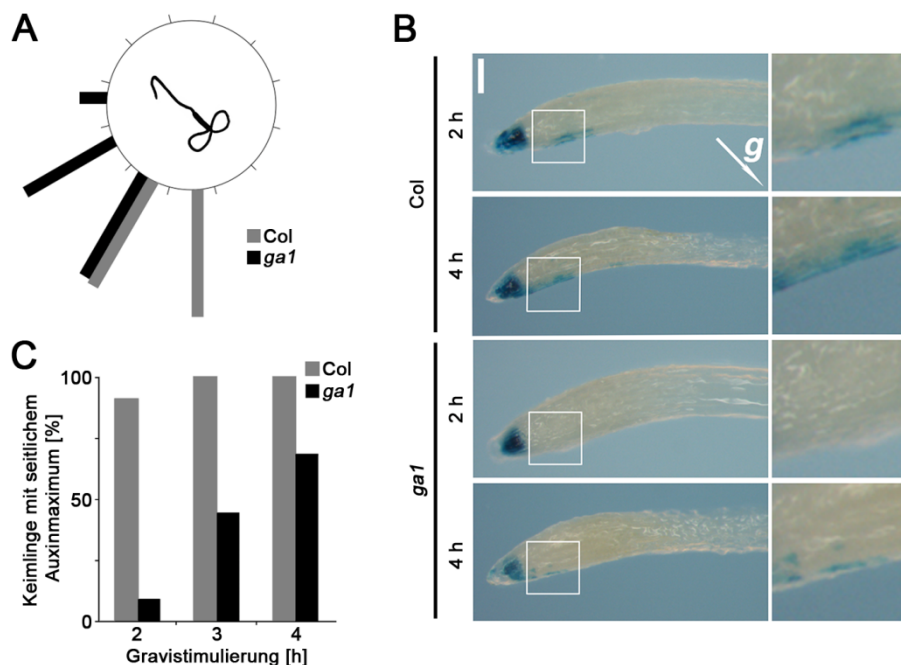 A
Col
ga1
B
Col
2 h
4 h
ga1
2 h
4 h
g
C
Col
ga1
Keimlinge mit seitlichem
Auxinmaximum [%]
100
50
0
2 3 4
Gravistimulierung [h]